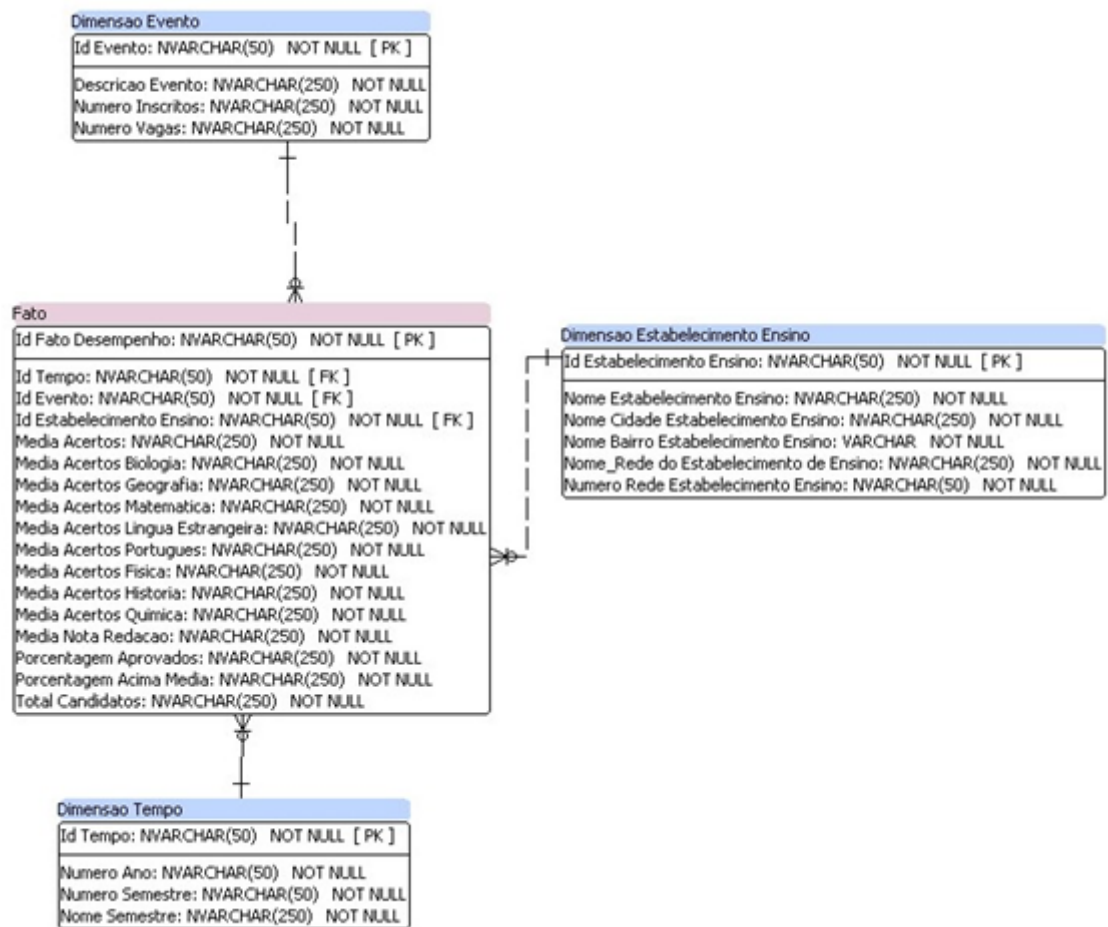 Dimensao Evento
Id Evento: NVARCHAR(50) NOT NULL [ PK ]
Descricao Evento: NVARCHAR(250) NOT NULL
Numero Inscritos: NVARCHAR(250) NOT NULL
Numero Vagas: NVARCHAR(250) NOT NULL
Fato
Id Fato Desempenho: NVARCHAR(50) NOT NULL [ PK ]
Id Tempo: NVARCHAR(50) NOT NULL [ FK ]
Id Evento: NVARCHAR(50) NOT NULL [ FK ]
Id Estabelecimento Ensino: NVARCHAR(50) NOT NULL [ FK ]
Media Acertos: NVARCHAR(250) NOT NULL
Media Acertos Biologia: NVARCHAR(250) NOT NULL
Media Acertos Geografia: NVARCHAR(250) NOT NULL
Media Acertos Matematica: NVARCHAR(250) NOT NULL
Media Acertos Lingua Estrangeira: NVARCHAR(250) NOT NULL
Media Acertos Portugues: NVARCHAR(250) NOT NULL
Media Acertos Fisica: NVARCHAR(250) NOT NULL
Media Acertos Historia: NVARCHAR(250) NOT NULL
Media Acertos Quimica: NVARCHAR(250) NOT NULL
Media Nota Redacao: NVARCHAR(250) NOT NULL
Porcentagem Aprovados: NVARCHAR(250) NOT NULL
Porcentagem Acima Media: NVARCHAR(250) NOT NULL
Total Candidatos: NVARCHAR(250) NOT NULL
Dimensao Estabelecimento Ensino
Id Estabelecimento Ensino: NVARCHAR(50) NOT NULL [ PK ]
Nome Estabelecimento Ensino: NVARCHAR(250) NOT NULL
Nome Cidade Estabelecimento Ensino: NVARCHAR(250) NOT NULL
Nome Bairro Estabelecimento Ensino: VARCHAR NOT NULL
Nome_Rede do Estabelecimento de Ensino: NVARCHAR(250) NOT NULL
Numero Rede Estabelecimento Ensino: NVARCHAR(50) NOT NULL
Dimensao Tempo
Id Tempo: NVARCHAR(50) NOT NULL [ PK ]
Numero Ano: NVARCHAR(50) NOT NULL
Numero Semestre: NVARCHAR(50) NOT NULL
Nome Semestre: NVARCHAR(250) NOT NULL